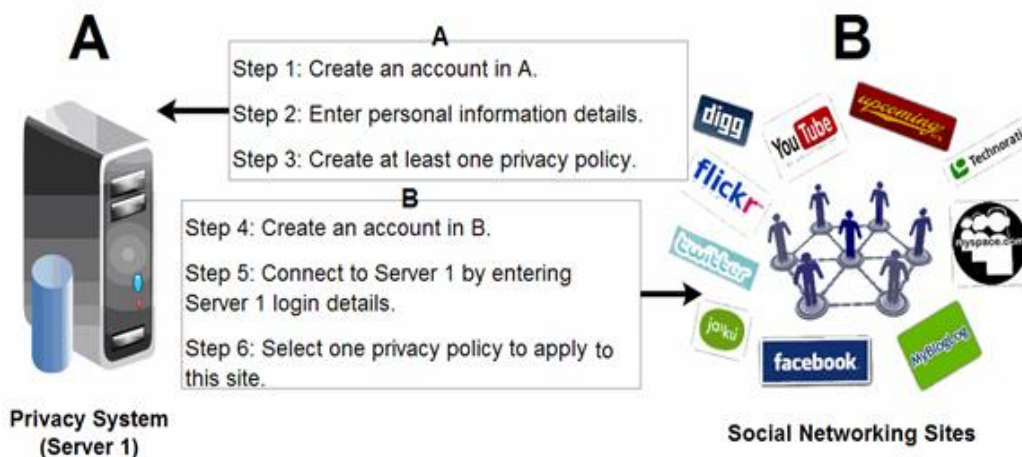 A
B
A
Step 1: Create an account in A.
Step 2: Enter personal information details.
Step 3: Create at least one privacy policy.
B
Step 4: Create an account in B.
Step 5: Connect to Server 1 by entering
Server 1 login details.
Step 6: Select one privacy policy to apply to
this site.
digg
YouTube
upcoming
Technorati
flickr
myspace.com
twitter
jaiku
facebook
MyBlogLog
Privacy System
(Server 1)
Social Networking Sites